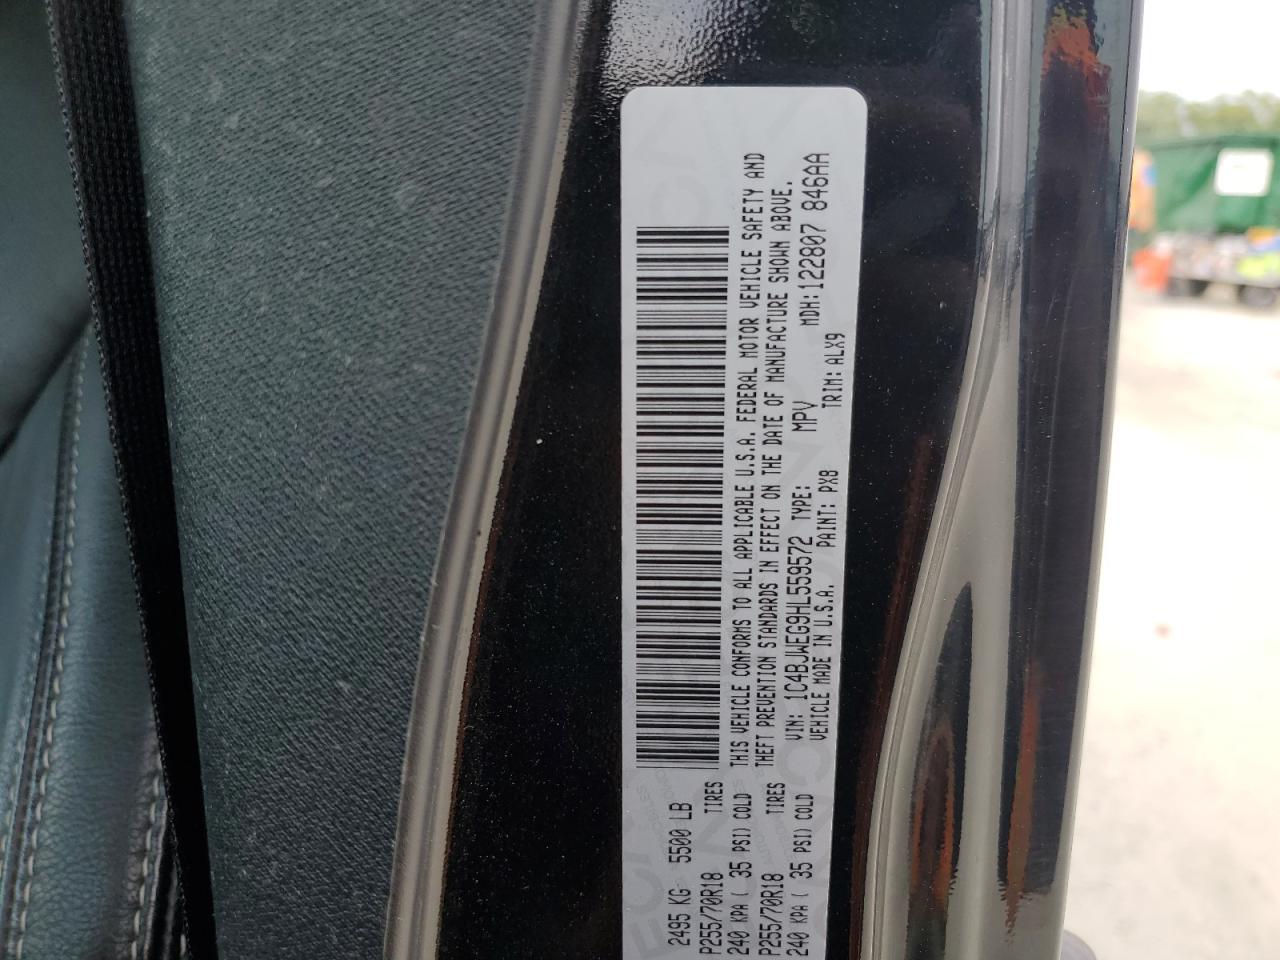 2495 KG 5500 LB
P255/70R18 TIRES
240 KPA ( 35 PSI) COLD
P255/70R18 TIRES
240 KPA ( 35 PSI) COLD
THIS VEHICLE CONFORMS TO ALL APPLICABLE U.S.A. FEDERAL MOTOR VEHICLE SAFETY AND
THEFT PREVENTION STANDARDS IN EFFECT ON THE DATE OF MANUFACTURE SHOWN ABOVE.
VIN: 1C4BJWEG9HL559572 TYPE: MPV MDH:122807 846AA
VEHICLE MADE IN U.S.A. PAINT: PX8 TRIM:ALX9